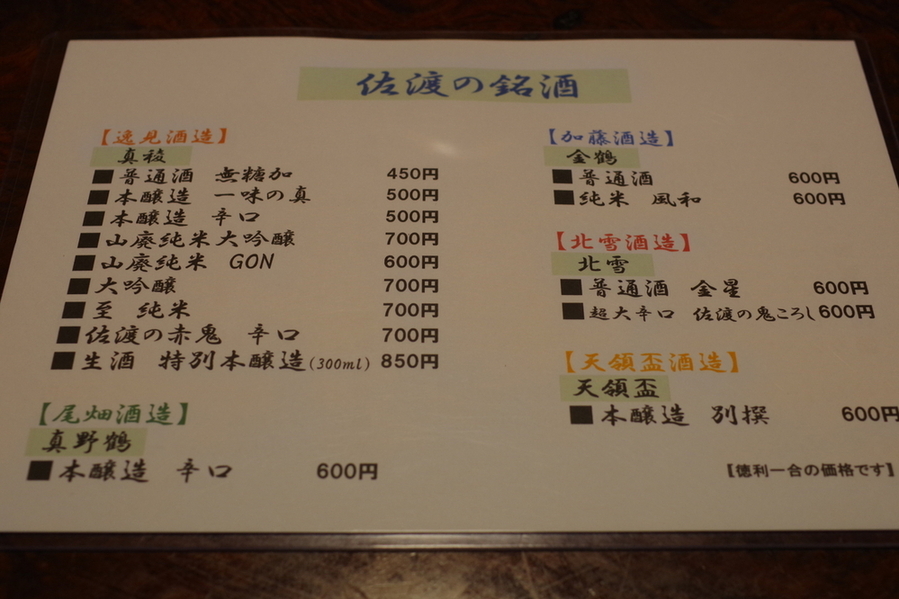 佐渡の銘酒
【逸見酒造】
真稜
■普通酒 無糖加 450円
■本醸造 一味の真 500円
■本醸造 辛口 500円
■山廃純米大吟醸 700円
■山廃純米 GON 600円
■大吟醸 700円
■至 純米 700円
■佐渡の赤鬼 辛口 700円
■生酒 特別本醸造(300ml) 850円
【尾畑酒造】
真野鶴
■本醸造 辛口 600円
【加藤酒造】
金鶴
■普通酒 600円
■純米 風和 600円
【北雪酒造】
北雪
■普通酒 金星 600円
■超大辛口 佐渡の鬼ころし 600円
【天領盃酒造】
天領盃
■本醸造 別撰 600円
【徳利一合の価格です】